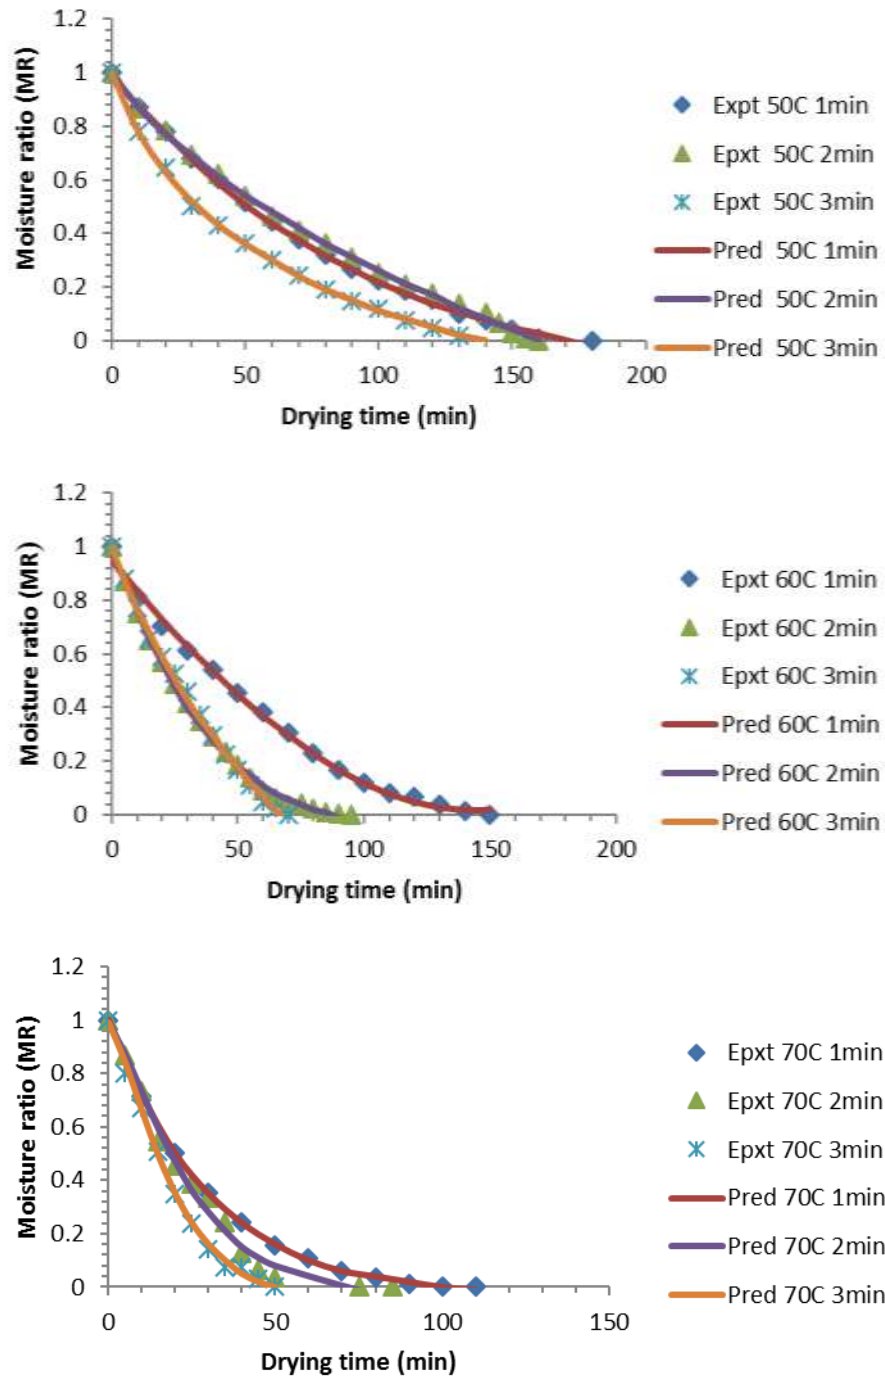 1.2
1
0.8
0.6
0.4
0.2
0
Moisture ratio (MR)
0 50 100 150 200
Drying time (min)
Expt 50C 1min
Epxt 50C 2min
Epxt 50C 3min
Pred 50C 1min
Pred 50C 2min
Pred 50C 3min
1.2
1
0.8
0.6
0.4
0.2
0
Moisture ratio (MR)
0 50 100 150 200
Drying time (min)
Epxt 60C 1min
Epxt 60C 2min
Epxt 60C 3min
Pred 60C 1min
Pred 60C 2min
Pred 60C 3min
1.2
1
0.8
0.6
0.4
0.2
0
Moisture ratio (MR)
0 50 100 150
Drying time (min)
Epxt 70C 1min
Epxt 70C 2min
Epxt 70C 3min
Pred 70C 1min
Pred 70C 2min
Pred 70C 3min